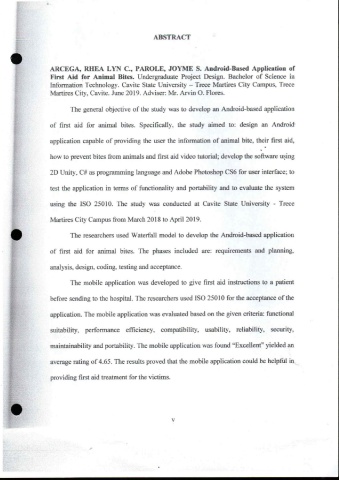 ABSTRACT
ARCEGA, RHEA LYN C., PAROLE, JOYME S. Android-Based Application of
First Aid for Animal Bites. Undergraduate Project Design. Bachelor of Science in
Information Technology. Cavite State University – Trece Martires City Campus, Trece
Martires City, Cavite. June 2019. Adviser: Mr. Arvin O. Flores.
The general objective of the study was to develop an Android-based application
of first aid for animal bites. Specifically, the study aimed to: design an Android
application capable of providing the user the information of animal bite, their first aid,
how to prevent bites from animals and first aid video tutorial; develop the software using
2D Unity, C# as programming language and Adobe Photoshop CS6 for user interface; to
test the application in terms of functionality and portability and to evaluate the system
using the ISO 25010. The study was conducted at Cavite State University - Trece
Martires City Campus from March 2018 to April 2019.
The researchers used Waterfall model to develop the Android-based application
of first aid for animal bites. The phases included are: requirements and planning,
analysis, design, coding, testing and acceptance.
The mobile application was developed to give first aid instructions to a patient
before sending to the hospital. The researchers used ISO 25010 for the acceptance of the
application. The mobile application was evaluated based on the given criteria: functional
suitability, performance efficiency, compatibility, usability, reliability, security,
maintainability and portability. The mobile application was found “Excellent” yielded an
average rating of 4.65. The results proved that the mobile application could be helpful in
providing first aid treatment for the victims.
v